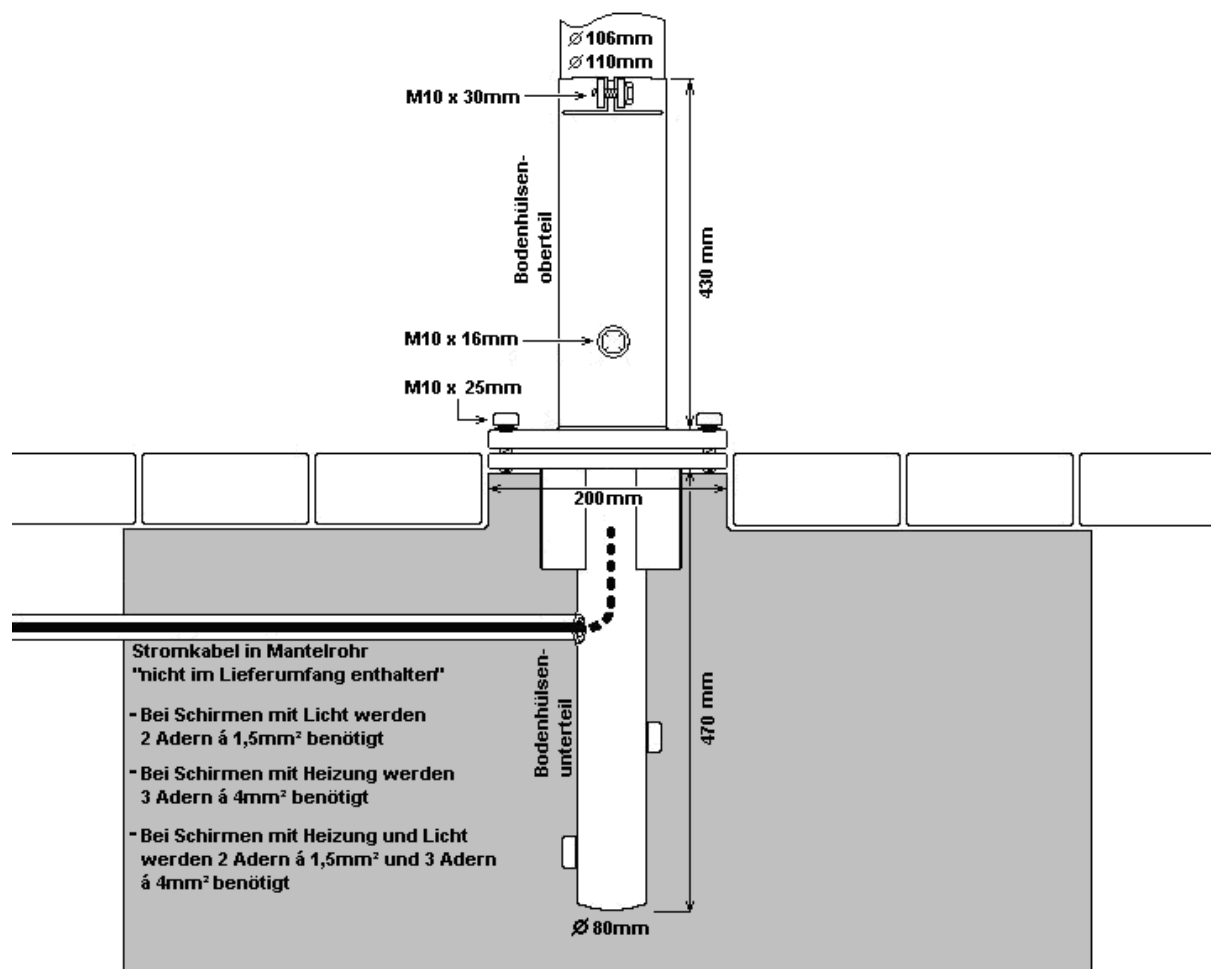 Ø 106mm
Ø 110mm
M10 x 30mm
Bodenhülsen-
oberteil
430 mm
M10 x 16mm
M10 x 25mm
200mm
Stromkabel in Mantelrohr
"nicht im Lieferumfang enthalten"
- Bei Schirmen mit Licht werden
2 Adern á 1,5mm² benötigt
- Bei Schirmen mit Heizung werden
3 Adern á 4mm² benötigt
- Bei Schirmen mit Heizung und Licht
werden 2 Adern á 1,5mm² und 3 Adern
á 4mm² benötigt
Bodenhülsen-
unterteil
470 mm
Ø 80mm